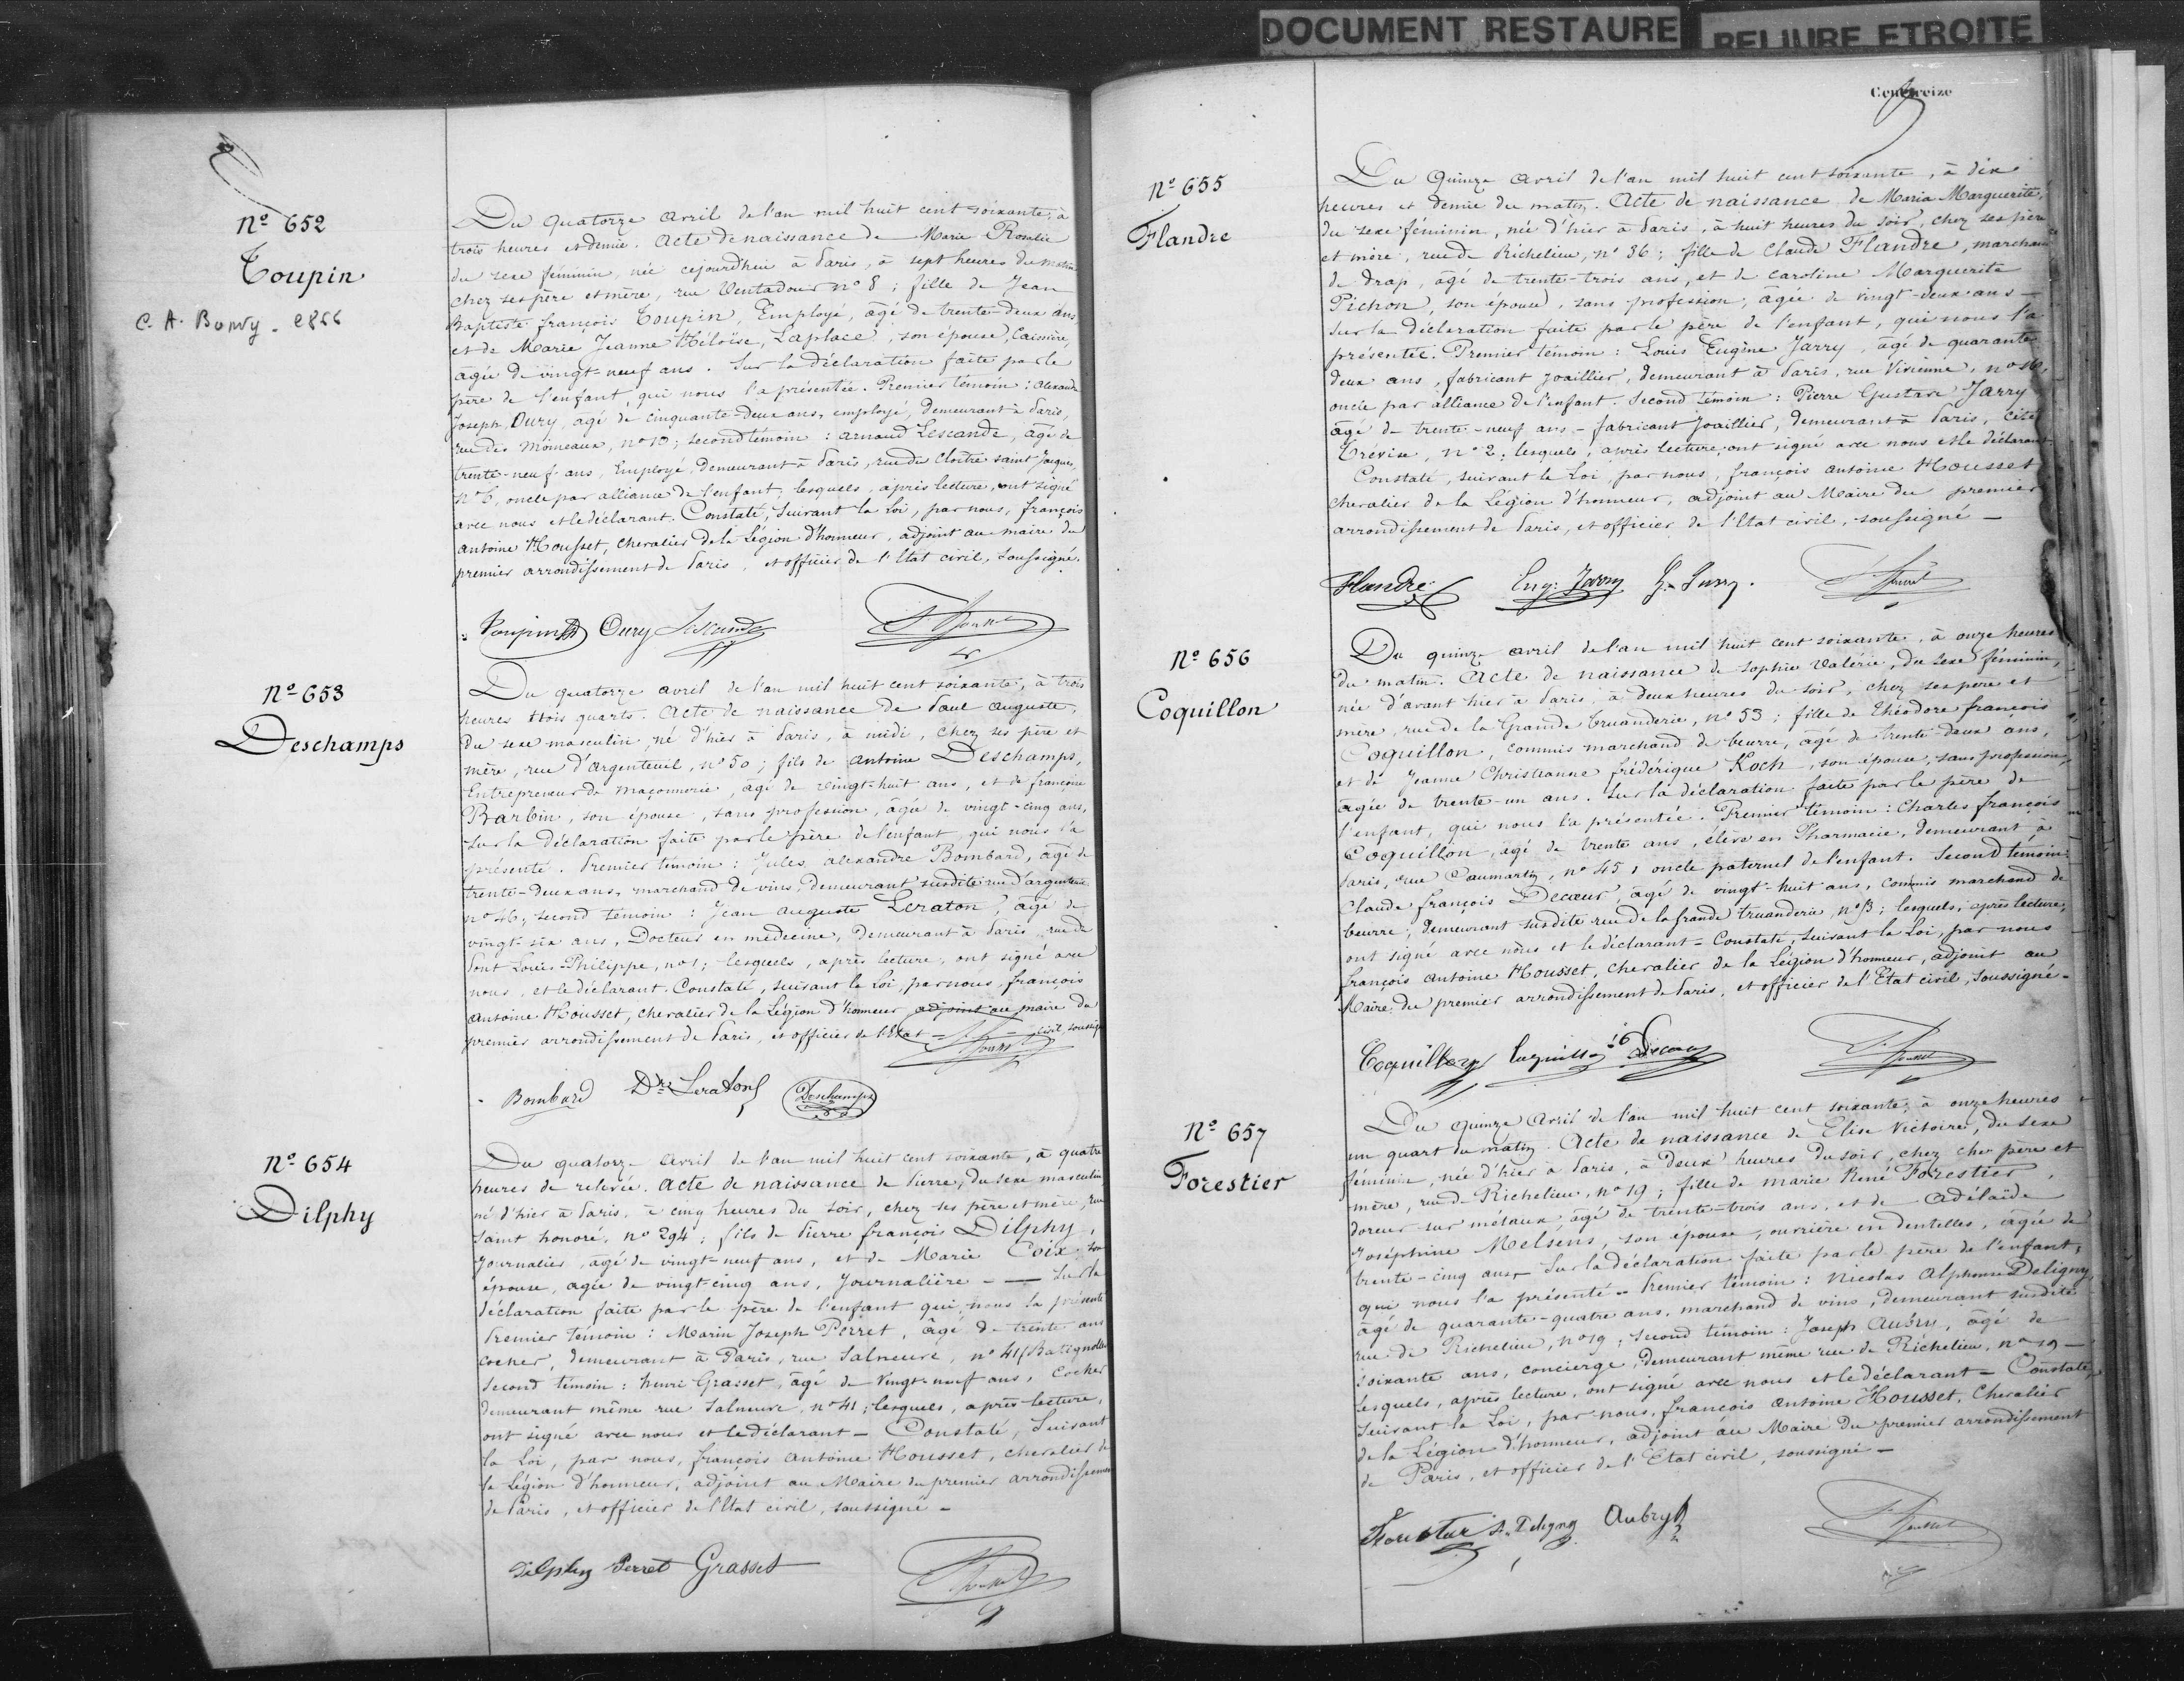 DOCUMENT RESTAURE
RELIURE ETROITE
Nº 652
Toupin
C. A.
Du quatorze avril de l'an mil huit cent soixante, à
trois heures et demie. Acte de naissance de Marie Rosalie
du sexe féminin, née cejourd'hui à Paris, à sept heures du matin
chez ses père et mère, rue Ventadour nº 8 ; fille de Jean
Baptiste françois Toupin, Employé, âgé de trente-deux ans,
et de Marie Jeanne Héloïse, Laplace, son épouse, Caissière,
âgée de vingt-neuf ans. Sur la déclaration faite par le
père de l'enfant qui nous l'a présentée. Premier témoin : alexandre
Joseph, Oury, âgé de Cinquante-deux ans, employé, demeurant à Paris,
rue des Moineaux, nº 10 ; second témoin : arnaud Lescande, âgé de
trente-neuf ans, Employé, demeurant à Paris, rue du Cloître saint Jacques,
Nº 6, oncle par alliance de l'enfant ; lesquels, après lecture, ont signé
avec nous et le déclarant. Constaté, Suivant la Loi, par nous, françois
antoine Housset, Chevalier de la Légion d'honneur, adjoint au maire du
premier arrondissement de Paris, et officier de l'Etat civil, soussigné.
Toupin Oury Lescande
Nº 653
Deschamps
Du quatorze avril de l'an mil huit cent soixante, à trois
heures trois quarts. Acte de naissance de Paul auguste,
du sexe masculin, né d'hier à Paris, à midi, chez ses père et
mère, rue d'argenteuil, nº 50 ; fils de antoine Deschamps,
Entrepreneur de maçonnerie, âgé de vingt-huit ans, et de françoise
Barbin, son épouse, sans profession, âgée de vingt-cinq ans,
sur la déclaration faite par le père de l'enfant, qui nous l'a
présenté. Premier témoin : Jules, alexandre Bombard, âgé de
trente-deux ans, marchand de vins, demeurant susdite rue d'argenteuil
nº 46 ; second témoin : Jean auguste Leraton, âgé de
vingt-six ans, Docteur en médecine, demeurant à Paris rue du
Pont Louis-Philippe, nº 1 ; lesquels, après lecture, ont signé avec
nous, et le déclarant. Constaté, suivant la Loi, par nous, françois
Antoine Housset, chevalier de la Légion d'honneur adjoint au maire du
premier arrondissement de Paris, et officier de l'Etat civil, soussigné
Bombard Dr Leraton Deschamps
Nº 654
Dilphy
Du quatorze avril de l'an mil huit cent soixante, à quatre
heures de relevée. Acte de naissance de Pierre, du sexe masculin,
né d'hier à Paris, à cinq heures du soir, chez ses père et mère, rue
saint honoré, nº 294 ; fils de Pierre françois Dilphy,
Journalier, âgé de vingt-neuf ans, et de Marie Coix son
épouse, âgée de vingt-cinq ans, Journalière - — Sur la
déclaration faite par le père de l'enfant qui nous l'a présenté
Premier témoin : Marin Joseph Perret, âgé de trente ans
cocher, demeurant à Paris, rue Salneuve, nº 41 (Batignolles
second témoin : henri Grasset, âgé de Vingt-neuf ans, Cocher
demeurant même rue Salneuve, nº 41 ; lesquels, après lecture,
ont signé avec nous et le déclarant - Constaté, Suivant
la Loi, par nous, françois antoine Housset, chevalier de
la Légion d'honneur, adjoint au Maire du premier arrondissement
de Paris, et officier de l'Etat civil, soussigné -
Dilphy Perret Grasset
Cent treize
Nº 655
Flandre
Du Quinze avril de l'an mil huit cent soixante, à dix
heures et demie du matin. Acte de naissance de Maria Marguerite,
du sexe féminin, née d'hier à Paris, à huit heures du soir, chez ses père
et mère, rue de Richelieu, nº 36 ; fille de Claude Flandre, marchand
de drap, âgé de trente-trois ans, et de Caroline Marguerite
Pichon, son épouse, sans profession, âgée de vingt-deux ans -
Sur la déclaration faite par le père de l'enfant, qui nous l'a
présentée. Premier témoin : Louis Eugène Jarry, âgé de quarante
deux ans, fabricant joaillier, demeurant à Paris, rue Vivienne, nº 16,
oncle par alliance de l'enfant. Second témoin : Pierre Gustave Jarry
âgé de trente-neuf ans - fabricant joaillier, demeurant à Paris, cité
Trévise, nº 2 ; lesquels, après lecture, ont signé avec nous et le déclarant
Constaté, suivant la Loi, par nous, françois antoine Housset
Chevalier de la Légion d'honneur, adjoint au Maire du premier
arrondissement de Paris, et officier de l'Etat civil, soussigné -
Flandre Eug: Jarry G. Jarry.
Nº 656
Coquillon
Du quinze avril de l'an mil huit cent soixante, à onze heures
du matin. Acte de naissance de Sophie Valérie, du sexe féminin,
née d'avant hier à Paris à deux heures du soir, chez ses père et
mère, rue de la Grande truanderie, nº 53 ; fille de Théodore françois
Coquillon, commis marchand de beurre, âgé de trente-deux ans,
et de Jeanne Christianne frédérique Koch, son épouse, sans profession,
âgée de trente-un ans. Sur la déclaration faite par le père de
l'enfant, qui nous l'a présentée. Premier témoin : Charles françois
Coquillon, âgé de trente ans, élève en Pharmacie, demeurant à
Paris, rue Caumartin, nº 45, oncle paternel de l'enfant. Second témoin :
Claude françois Decœur, âgé de vingt-huit ans, commis marchand de
beurre, demeurant susdite rue de la grande truanderie, nº 53 ; lesquels, après lecture,
ont signé avec nous et le déclarant = Constaté, Suivant la Loi, par nous
françois antoine Housset, chevalier de la Légion d'honneur, adjoint au
Maire du premier arrondissement de Paris, et officier de l'Etat civil, soussigné -
Coquillon Coquillon Decœur
Nº 657
Forestier
Du quinze avril de l'an mil huit cent soixante, à onze heures
un quart du matin. Acte de naissance de Elise Victoire, du sexe
féminin, née d'hier à Paris, à deux heures du soir, chez ses père et
mère, rue de Richelieu, nº 19 ; fille de marie René Forestier,
doreur sur métaux, âgé de trente-trois ans, et de Adélaïde
Joséphine Melsens, son épouse, ouvrière en dentelles, âgée de
trente-cinq ans, - Sur la déclaration faite par le père de l'enfant,
qui nous l'a présenté - Premier témoin : Nicolas Alphonse Deligny,
âgé de quarante-quatre ans, marchand de vins, demeurant susdite
rue de Richelieu, nº 19, second témoin : Joseph Aubry, âgé de
soixante ans, concierge, demeurant même rue de Richelieu, nº 19 -
Lesquels, après lecture, ont signé avec nous et le déclarant - Constaté,
suivant la Loi, par nous, françois antoine Housset, Chevalier
de la Légion d'honneur, adjoint au Maire du premier arrondissement
de Paris, et officier de l'Etat civil, soussigné -
Forestier A. Deligny Aubry